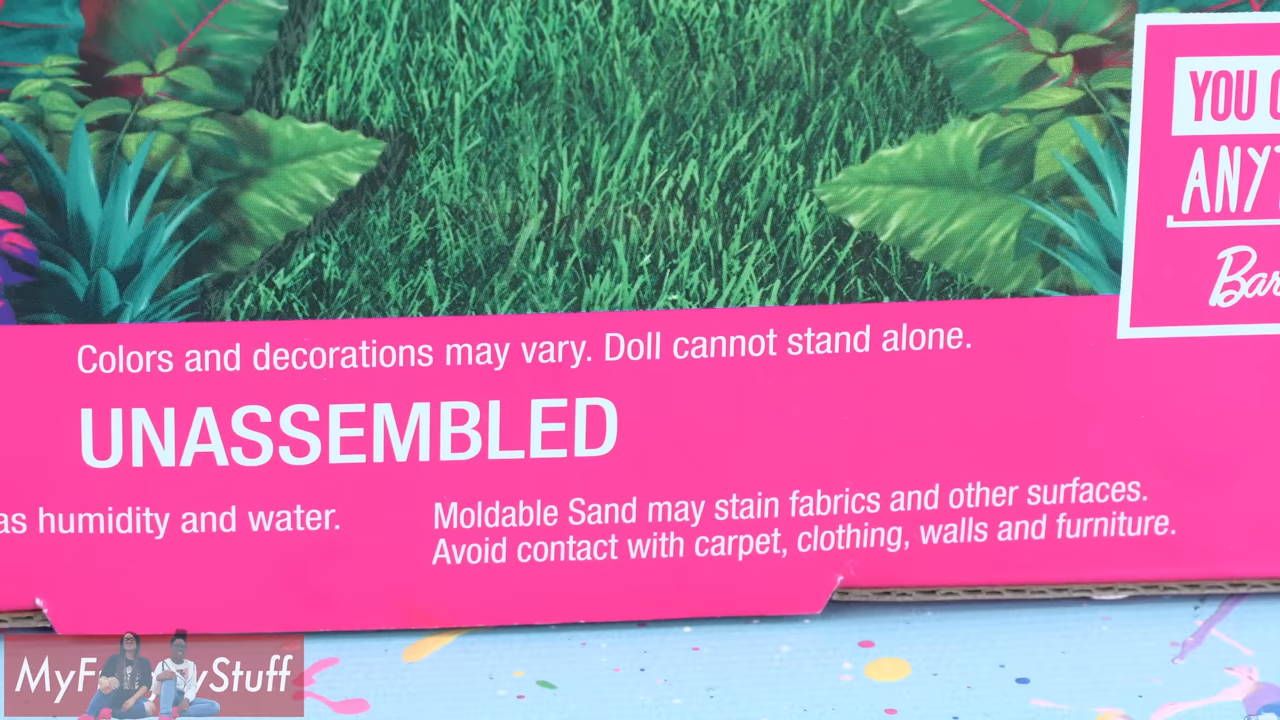 YOU
Colors and decorations may vary. Doll cannot stand alone.
UNASSEMBLED
as humidity and water.
Moldable Sand may stain fabrics and other surfaces.
Avoid contact with carpet, clothing, walls and furniture.